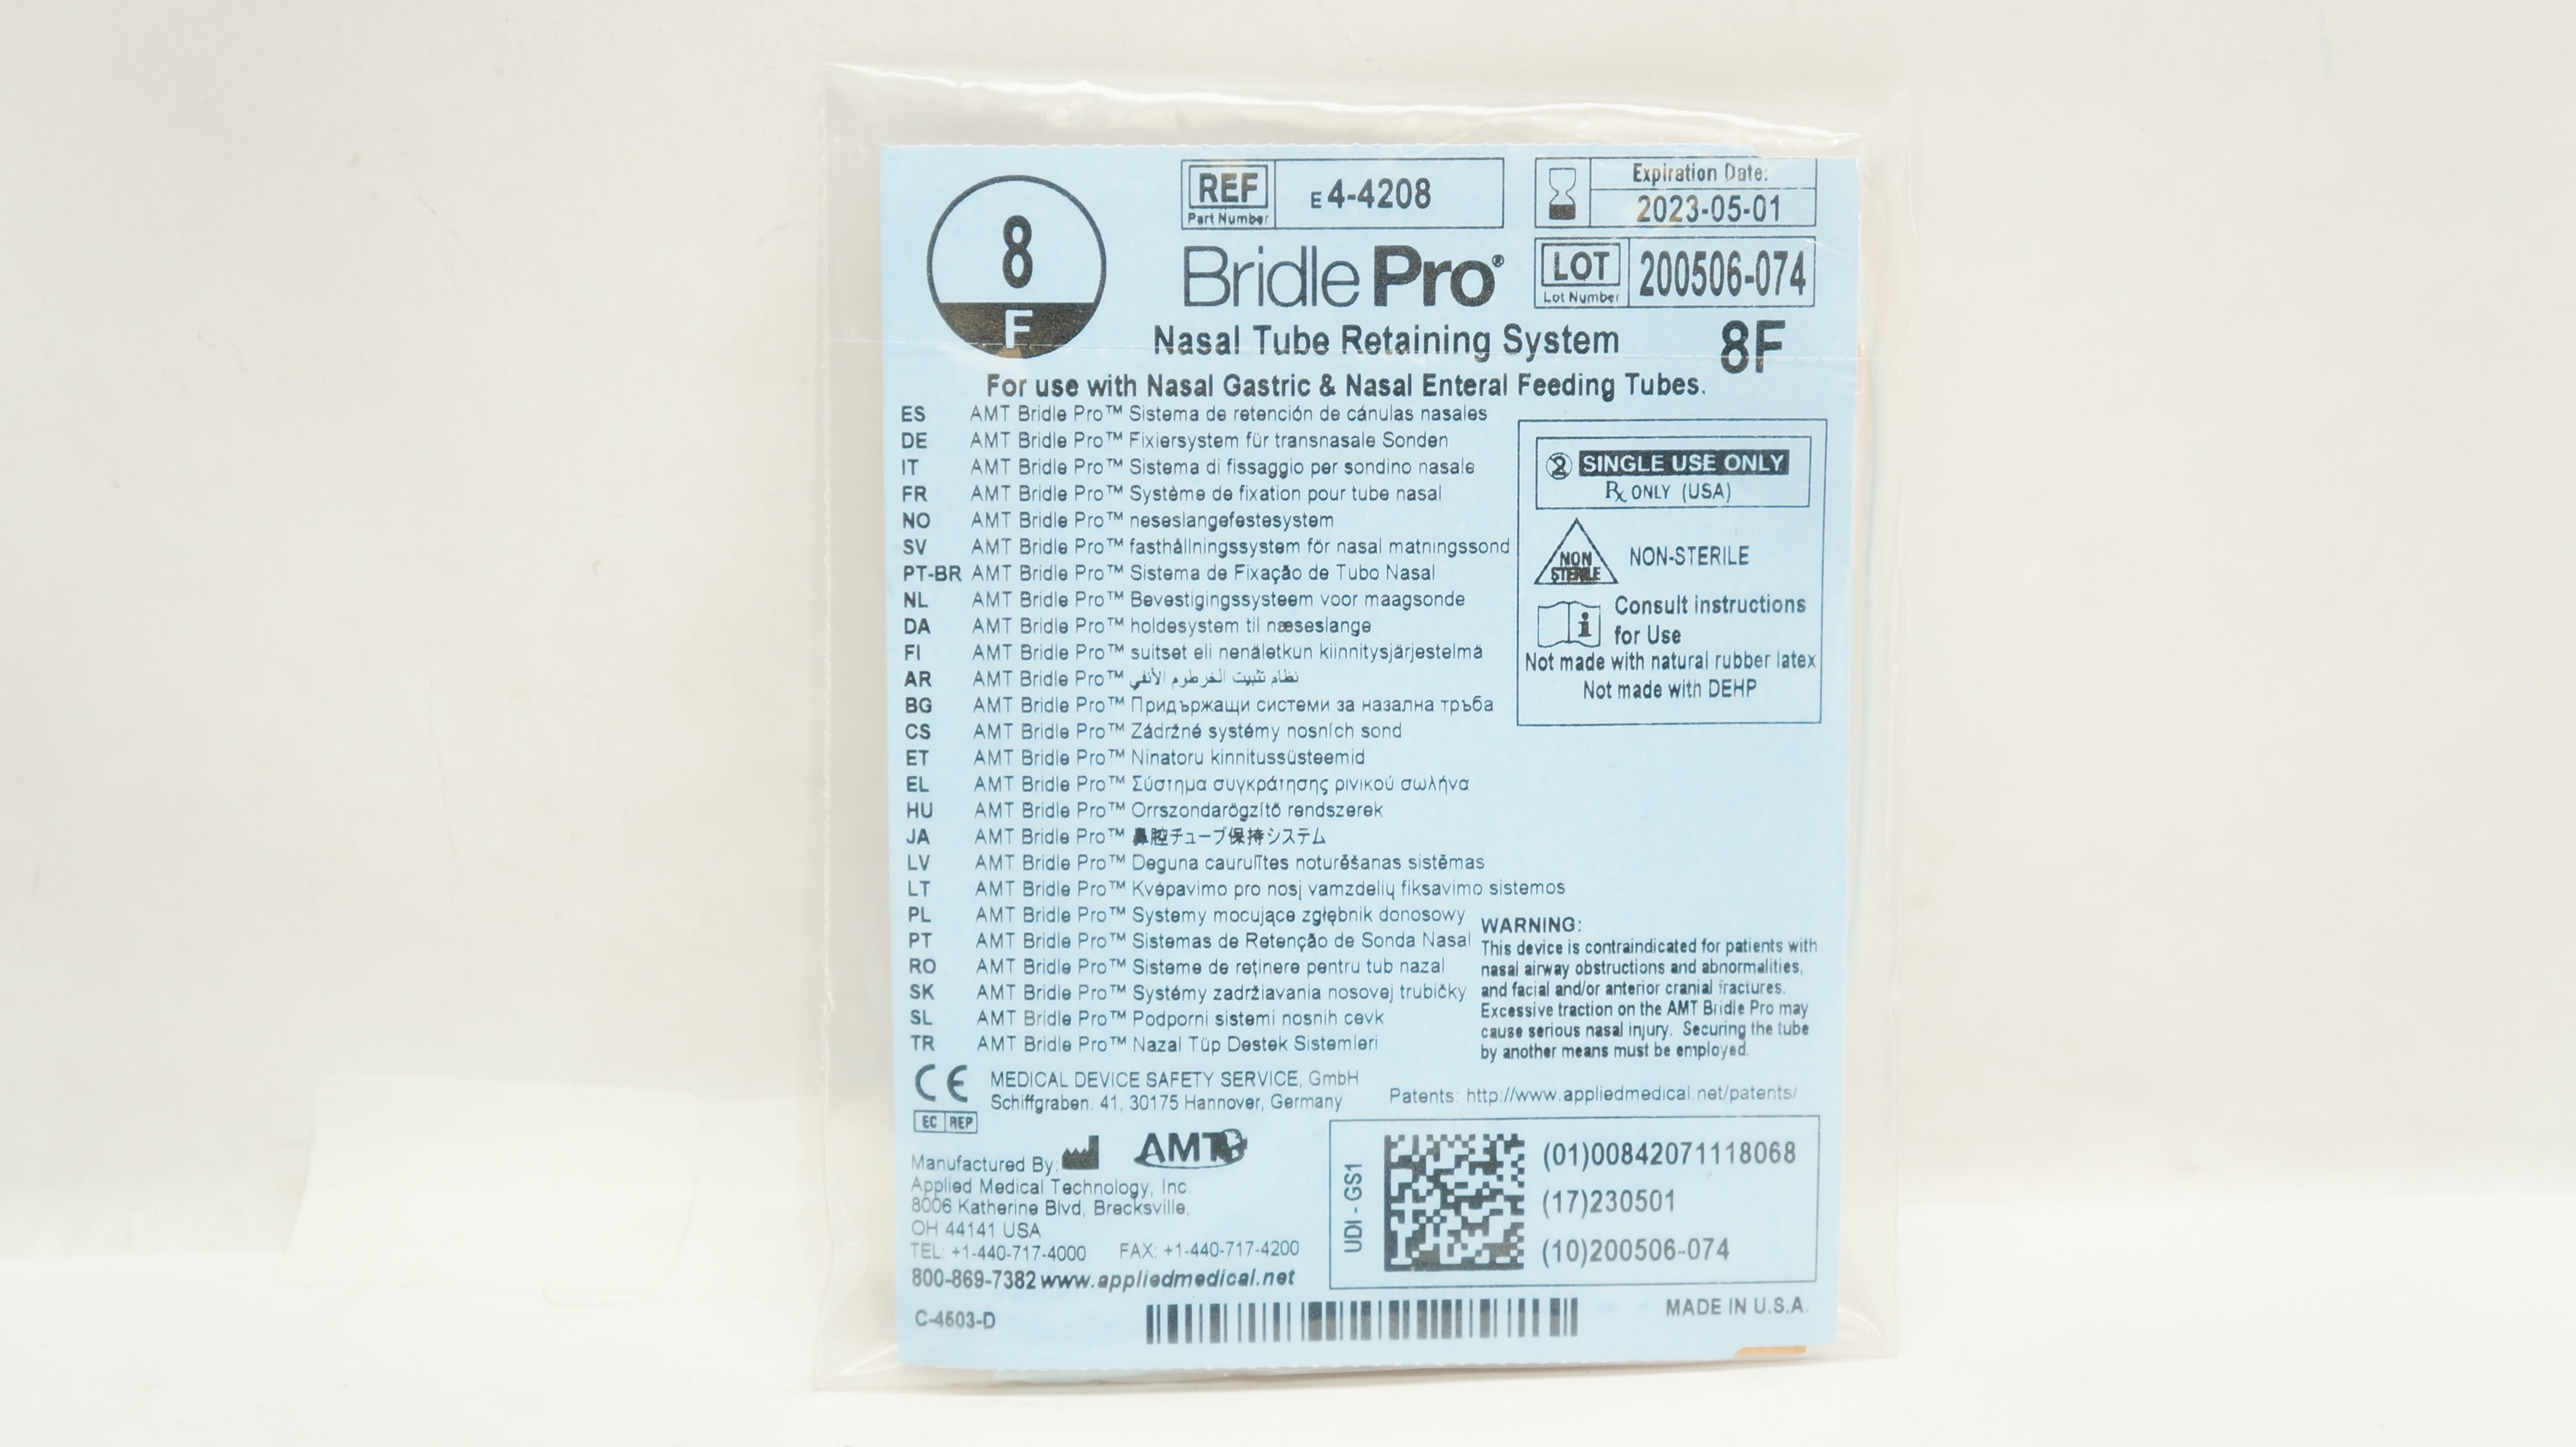 8
F
REF
Part Number
E 4-4208
Expiration Date:
2023-05-01
Bridle Pro®
LOT
Lot Number
200506-074
Nasal Tube Retaining System
8F
For use with Nasal Gastric & Nasal Enteral Feeding Tubes.
ES AMT Bridle Pro™ Sistema de retención de cánulas nasales
DE AMT Bridle Pro™ Fixiersystem für transnasale Sonden
IT AMT Bridle Pro™ Sistema di fissaggio per sondino nasale
FR AMT Bridle Pro™ Système de fixation pour tube nasal
NO AMT Bridle Pro™ neseslangefestesystem
SV AMT Bridle Pro™ fasthållningssystem för nasal matningssond
PT-BR AMT Bridle Pro™ Sistema de Fixação de Tubo Nasal
NL AMT Bridle Pro™ Bevestigingssysteem voor maagsonde
DA AMT Bridle Pro™ holdesystem til næseslange
FI AMT Bridle Pro™ suitset eli nenäletkun kiinnitysjärjestelmä
AR AMT Bridle Pro™ نظام تثبيت الخرطوم الأنفي
BG AMT Bridle Pro™ Придържащи системи за назална тръба
CS AMT Bridle Pro™ Zádržné systémy nosních sond
ET AMT Bridle Pro™ Ninatoru kinnitussüsteemid
EL AMT Bridle Pro™ Σύστημα συγκράτησης ρινικού σωλήνα
HU AMT Bridle Pro™ Orrszondarögzítő rendszerek
JA AMT Bridle Pro™ 鼻腔チューブ保持システム
LV AMT Bridle Pro™ Deguna caurulītes noturēšanas sistēmas
LT AMT Bridle Pro™ Kvėpavimo pro nosį vamzdelių fiksavimo sistemos
PL AMT Bridle Pro™ Systemy mocujące zgłębnik donosowy
PT AMT Bridle Pro™ Sistemas de Retenção de Sonda Nasal
RO AMT Bridle Pro™ Sisteme de reținere pentru tub nazal
SK AMT Bridle Pro™ Systémy zadržiavania nosovej trubičky
SL AMT Bridle Pro™ Podporni sistemi nosnih cevk
TR AMT Bridle Pro™ Nazal Tüp Destek Sistemleri
2 SINGLE USE ONLY
℞ ONLY (USA)
NON
STERILE
NON-STERILE
i
Consult instructions
for Use
Not made with natural rubber latex
Not made with DEHP
WARNING:
This device is contraindicated for patients with
nasal airway obstructions and abnormalities,
and facial and/or anterior cranial fractures.
Excessive traction on the AMT Bridle Pro may
cause serious nasal injury. Securing the tube
by another means must be employed.
CE
EC REP
MEDICAL DEVICE SAFETY SERVICE, GmbH
Schiffgraben. 41, 30175 Hannover, Germany
Patents: http://www.appliedmedical.net/patents/
Manufactured By:
AMT
Applied Medical Technology, Inc.
8006 Katherine Blvd, Brecksville,
OH 44141 USA
TEL: +1-440-717-4000 FAX: +1-440-717-4200
800-869-7382 www.appliedmedical.net
UDI - GS1
(01)00842071118068
(17)230501
(10)200506-074
C-4503-D
MADE IN U.S.A.